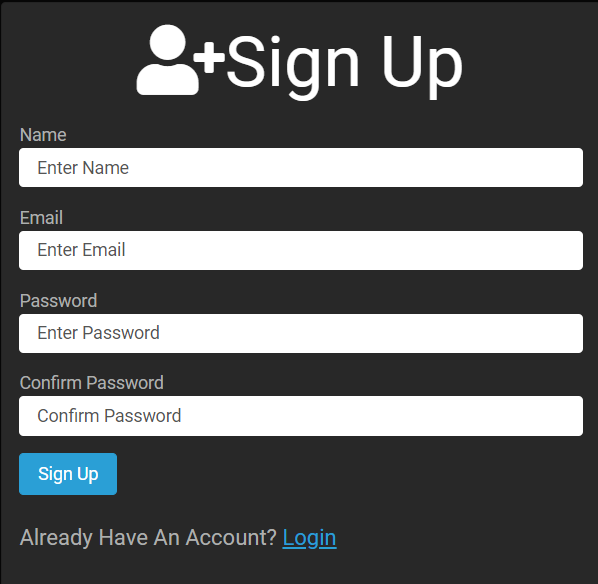 Sign Up
Name
Enter Name
Email
Enter Email
Password
Enter Password
Confirm Password
Confirm Password
Sign Up
Already Have An Account? Login